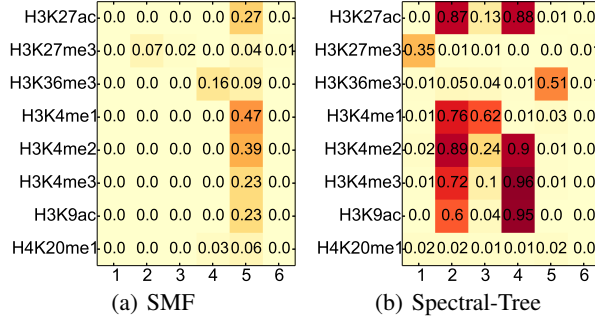 H3K27ac 0.0 0.0 0.0 0.0 0.27 0.0 H3K27ac 0.0 0.87 0.13 0.88 0.01 0.0
H3K27me3 0.0 0.07 0.02 0.0 0.04 0.01 H3K27me3 0.35 0.01 0.01 0.0 0.0 0.0
H3K36me3 0.0 0.0 0.0 0.16 0.09 0.0 H3K36me3 0.01 0.05 0.04 0.01 0.51 0.0
H3K4me1 0.0 0.0 0.0 0.0 0.47 0.0 H3K4me1 0.01 0.76 0.62 0.01 0.03 0.0
H3K4me2 0.0 0.0 0.0 0.0 0.39 0.0 H3K4me2 0.02 0.89 0.24 0.9 0.01 0.0
H3K4me3 0.0 0.0 0.0 0.0 0.23 0.0 H3K4me3 0.01 0.72 0.1 0.96 0.01 0.0
H3K9ac 0.0 0.0 0.0 0.0 0.23 0.0 H3K9ac 0.0 0.6 0.04 0.95 0.0 0.0
H4K20me1 0.0 0.0 0.0 0.03 0.06 0.0 H4K20me1 0.02 0.02 0.01 0.01 0.02 0.0
1 2 3 4 5 6 1 2 3 4 5 6
(a) SMF (b) Spectral-Tree